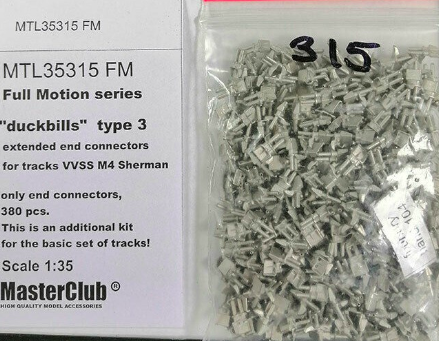 MTL35315 FM
MTL35315 FM
Full Motion series
"duckbills" type 3
extended end connectors
for tracks VVSS M4 Sherman
only end connectors,
380 pcs.
This is an additional kit
for the basic set of tracks!
Scale 1:35
MasterClub ®
HIGH QUALITY MODEL ACCESSORIES
315